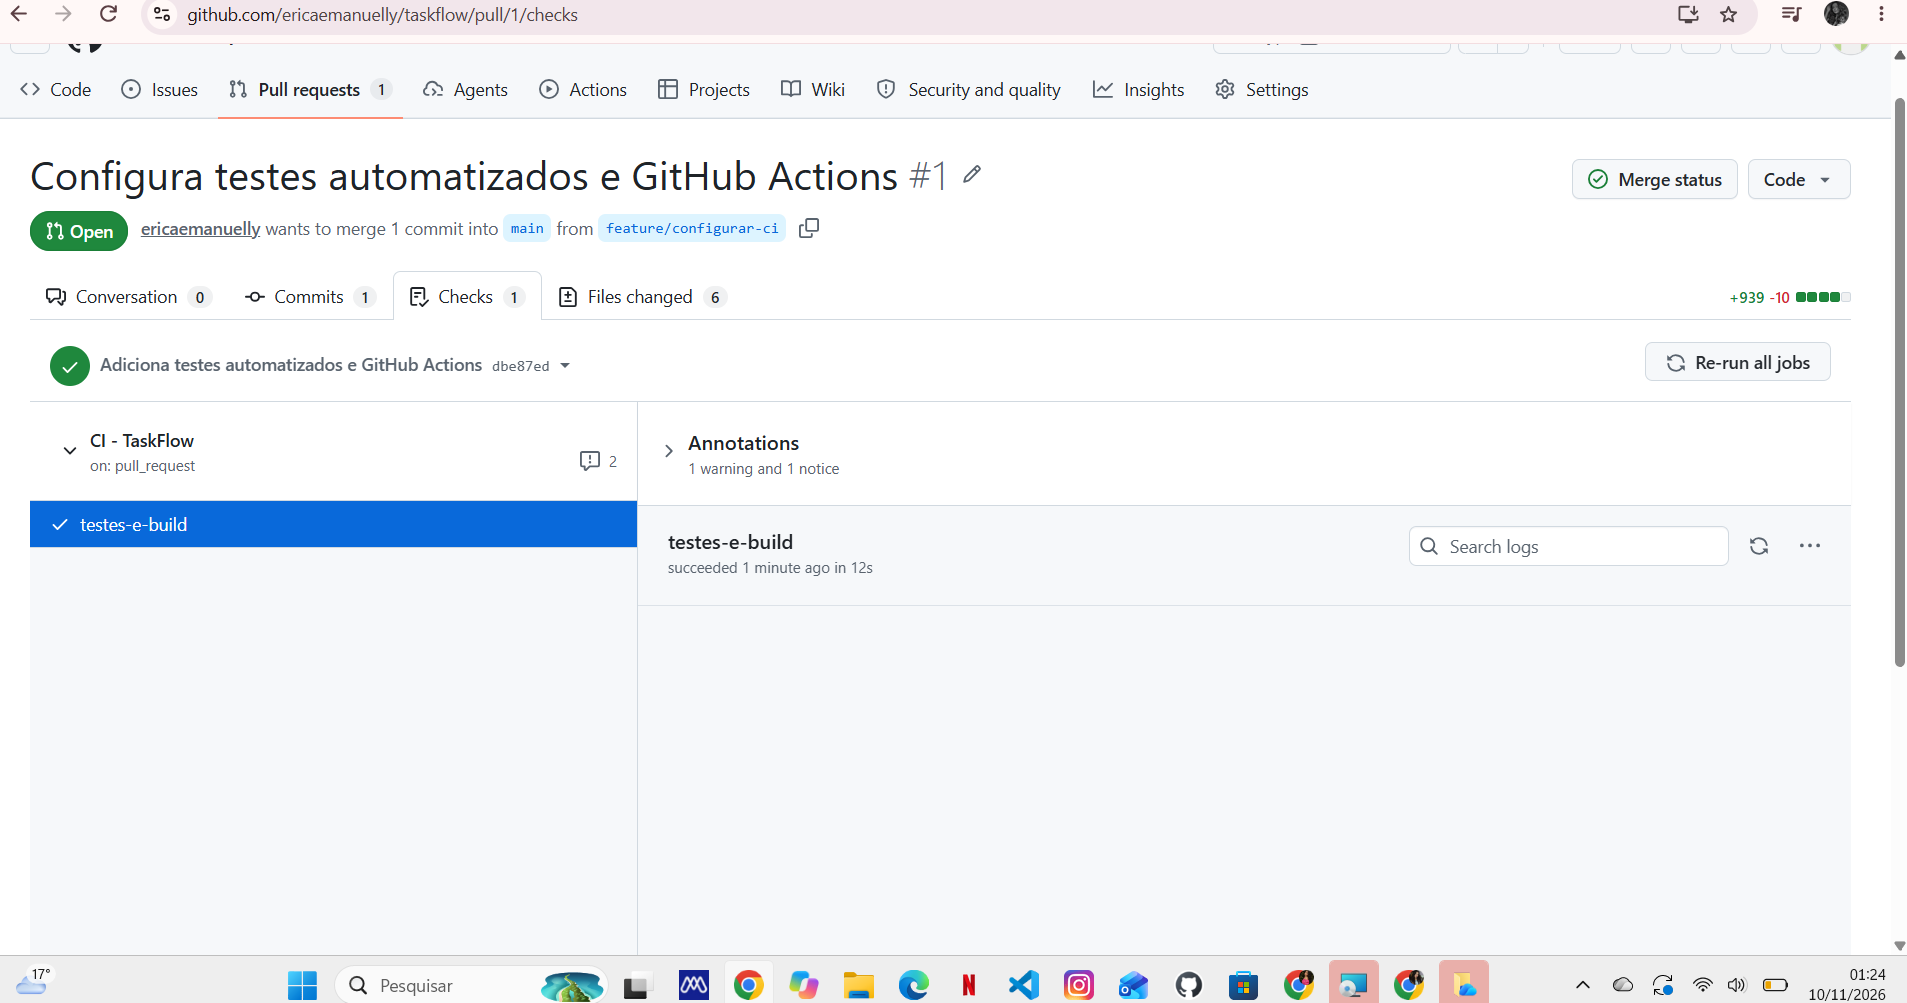 github.com/ericaemanuelly/taskflow/pull/1/checks
Code Issues Pull requests 1 Agents Actions Projects Wiki Security and quality Insights Settings
Configura testes automatizados e GitHub Actions #1
Merge status Code
Open ericaemanuelly wants to merge 1 commit into main from feature/configurar-ci
Conversation 0 Commits 1 Checks 1 Files changed 6 +939 -10
Adiciona testes automatizados e GitHub Actions dbe87ed Re-run all jobs
CI - TaskFlow
on: pull_request
2
Annotations
1 warning and 1 notice
testes-e-build
testes-e-build
succeeded 1 minute ago in 12s
Search logs
17°
Pesquisar
01:24
10/11/2026